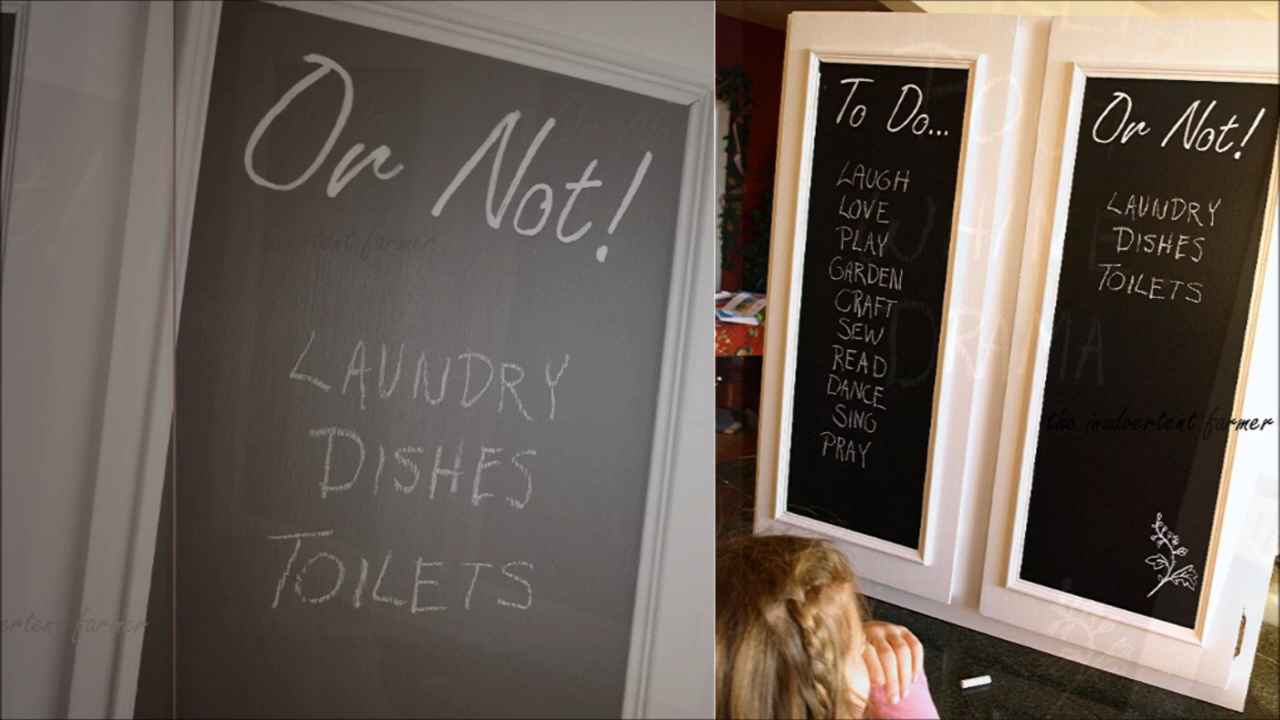 Or Not!
LAUNDRY
DISHES
TOILETS
To Do...
LAUGH
LOVE
PLAY
GARDEN
CRAFT
SEW
READ
DANCE
SING
PRAY
Or Not!
LAUNDRY
DISHES
TOILETS
the inadvertent farmer